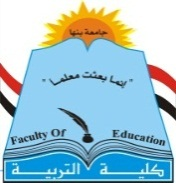 جامعة بنها
" إنما بعثت معلما "
Faculty Of Education
كلية التربية